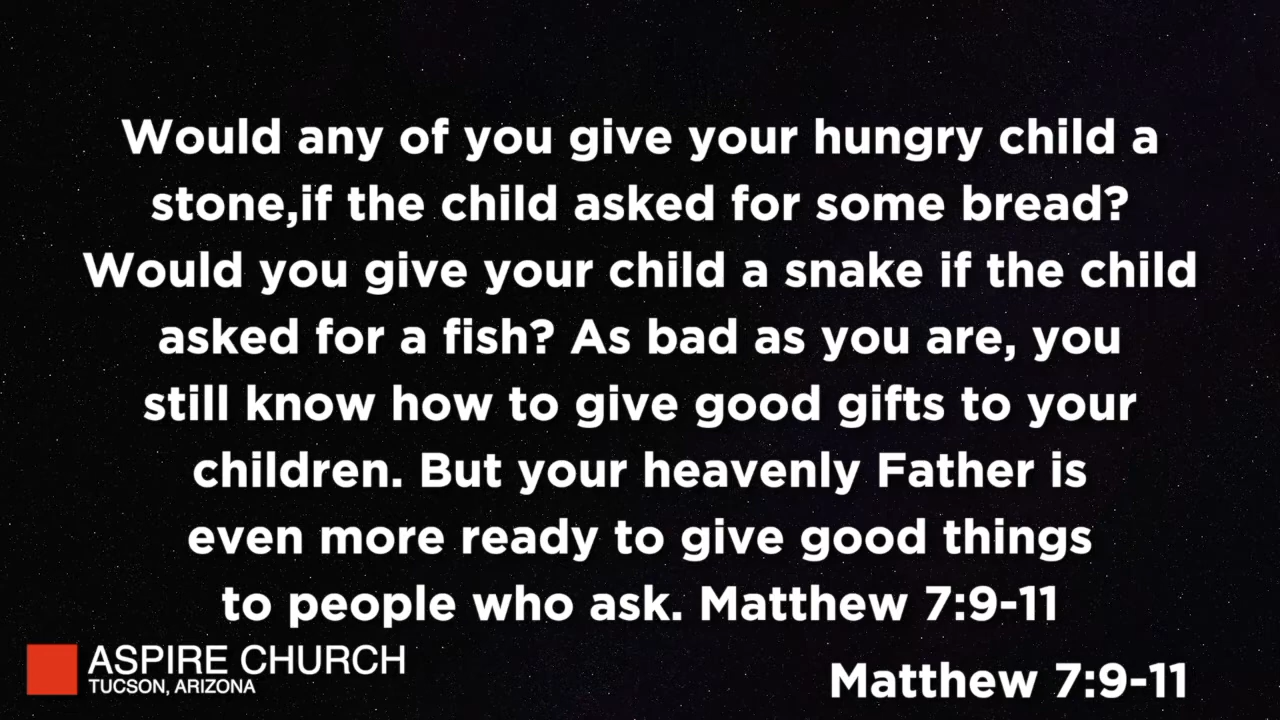 Would any of you give your hungry child a
stone,if the child asked for some bread?
Would you give your child a snake if the child
asked for a fish? As bad as you are, you
still know how to give good gifts to your
children. But your heavenly Father is
even more ready to give good things
to people who ask. Matthew 7:9-11
ASPIRE CHURCH
TUCSON, ARIZONA
Matthew 7:9-11